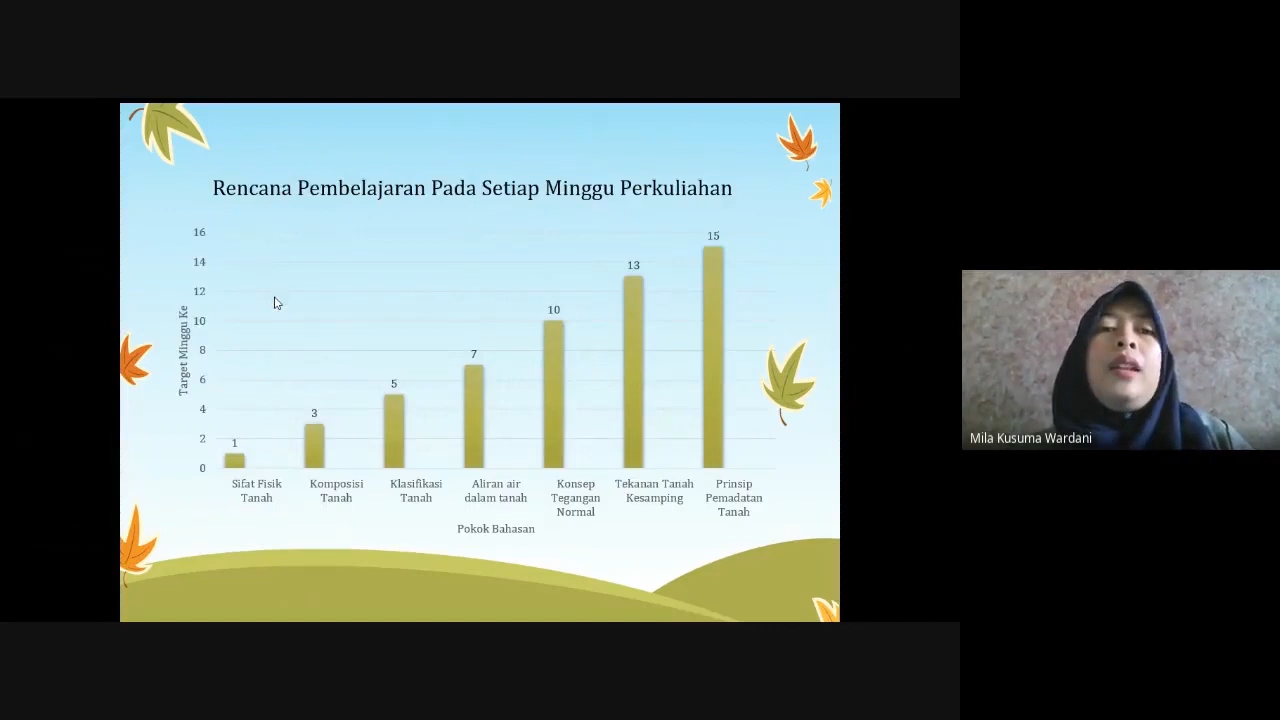 Rencana Pembelajaran Pada Setiap Minggu Perkuliahan
Target Minggu Ke
16
14
12
10
8
6
4
2
0
1
3
5
7
10
13
15
Sifat Fisik
Tanah
Komposisi
Tanah
Klasifikasi
Tanah
Aliran air
dalam tanah
Konsep
Tegangan
Normal
Tekanan Tanah
Kesamping
Prinsip
Pemadatan
Tanah
Pokok Bahasan
Mila Kusuma Wardani